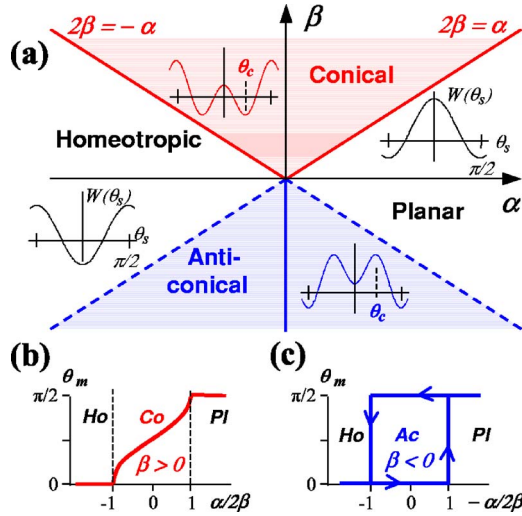 (a)
β
2β = − α
2β = α
θc
Conical
W(θs)
Homeotropic
θs
π/2
α
W(θs)
Planar
θs
π/2
Anti-
conical
θc
(b)
θm
π/2
Ho
Co
Pl
β > 0
0
-1
0
1
α/2β
(c)
θm
π/2
Ho
Ac
Pl
β < 0
0
-1
0
1
− α/2β